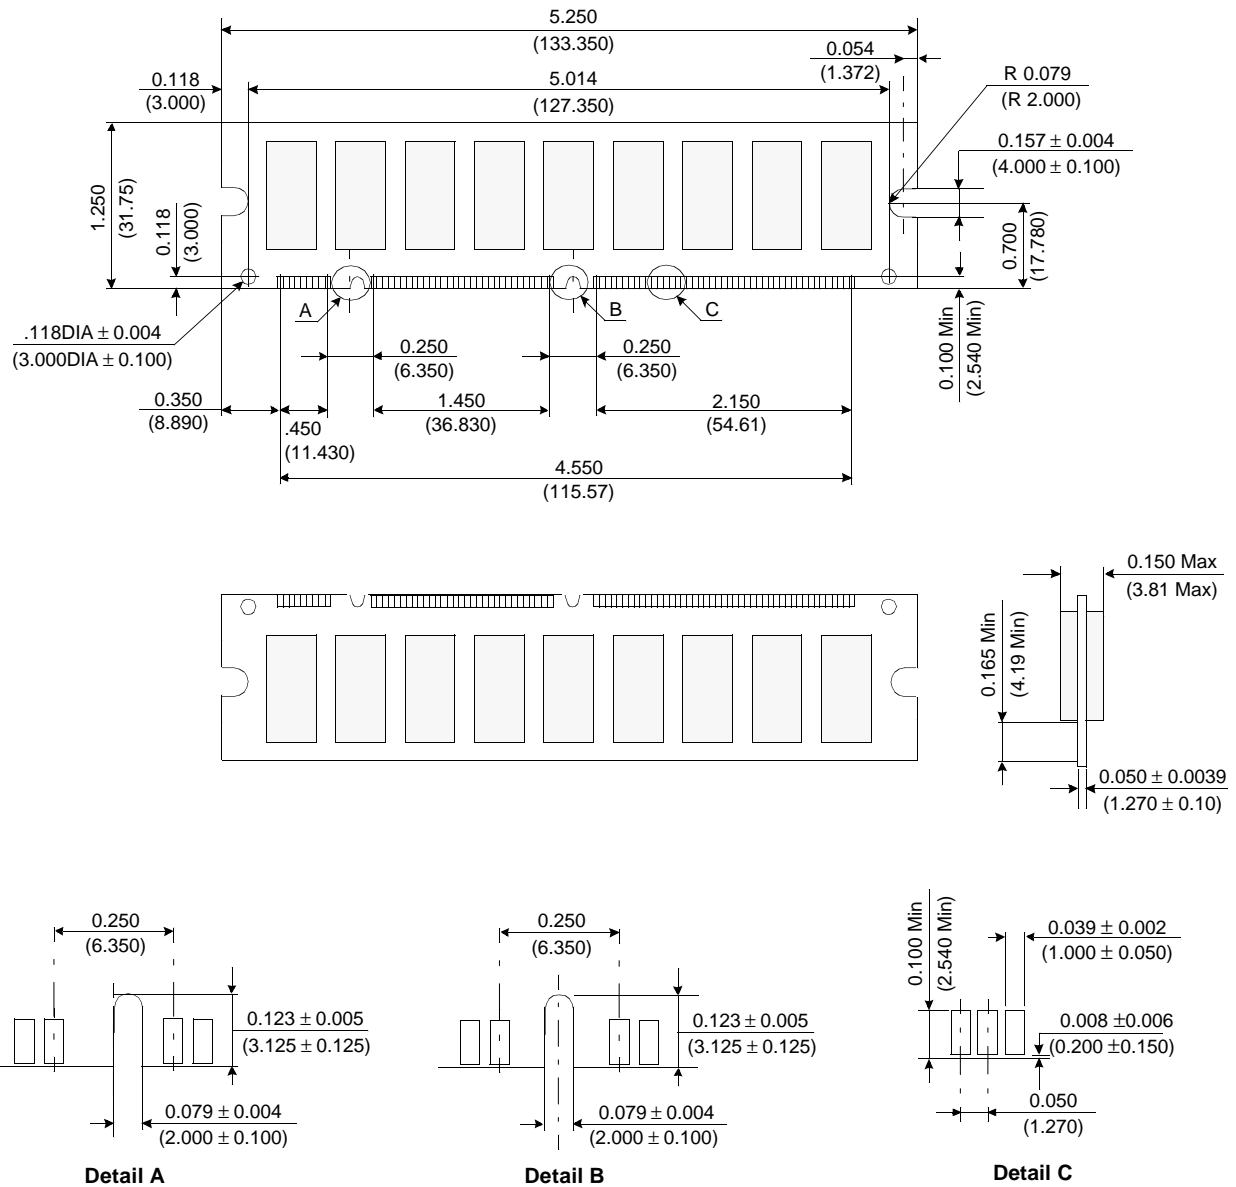 5.250
(133.350)
0.054
(1.372)
0.118
(3.000)
5.014
(127.350)
R 0.079
(R 2.000)
0.157 ± 0.004
(4.000 ± 0.100)
1.250
(31.75)
0.118
(3.000)
0.700
(17.780)
A
B
C
.118DIA ± 0.004
(3.000DIA ± 0.100)
0.250
(6.350)
0.250
(6.350)
0.100 Min
(2.540 Min)
0.350
(8.890)
.450
(11.430)
1.450
(36.830)
2.150
(54.61)
4.550
(115.57)
0.150 Max
(3.81 Max)
0.165 Min
(4.19 Min)
0.050 ± 0.0039
(1.270 ± 0.10)
0.250
(6.350)
0.123 ± 0.005
(3.125 ± 0.125)
0.079 ± 0.004
(2.000 ± 0.100)
Detail A
0.250
(6.350)
0.123 ± 0.005
(3.125 ± 0.125)
0.079 ± 0.004
(2.000 ± 0.100)
Detail B
0.100 Min
(2.540 Min)
0.039 ± 0.002
(1.000 ± 0.050)
0.008 ±0.006
(0.200 ±0.150)
0.050
(1.270)
Detail C